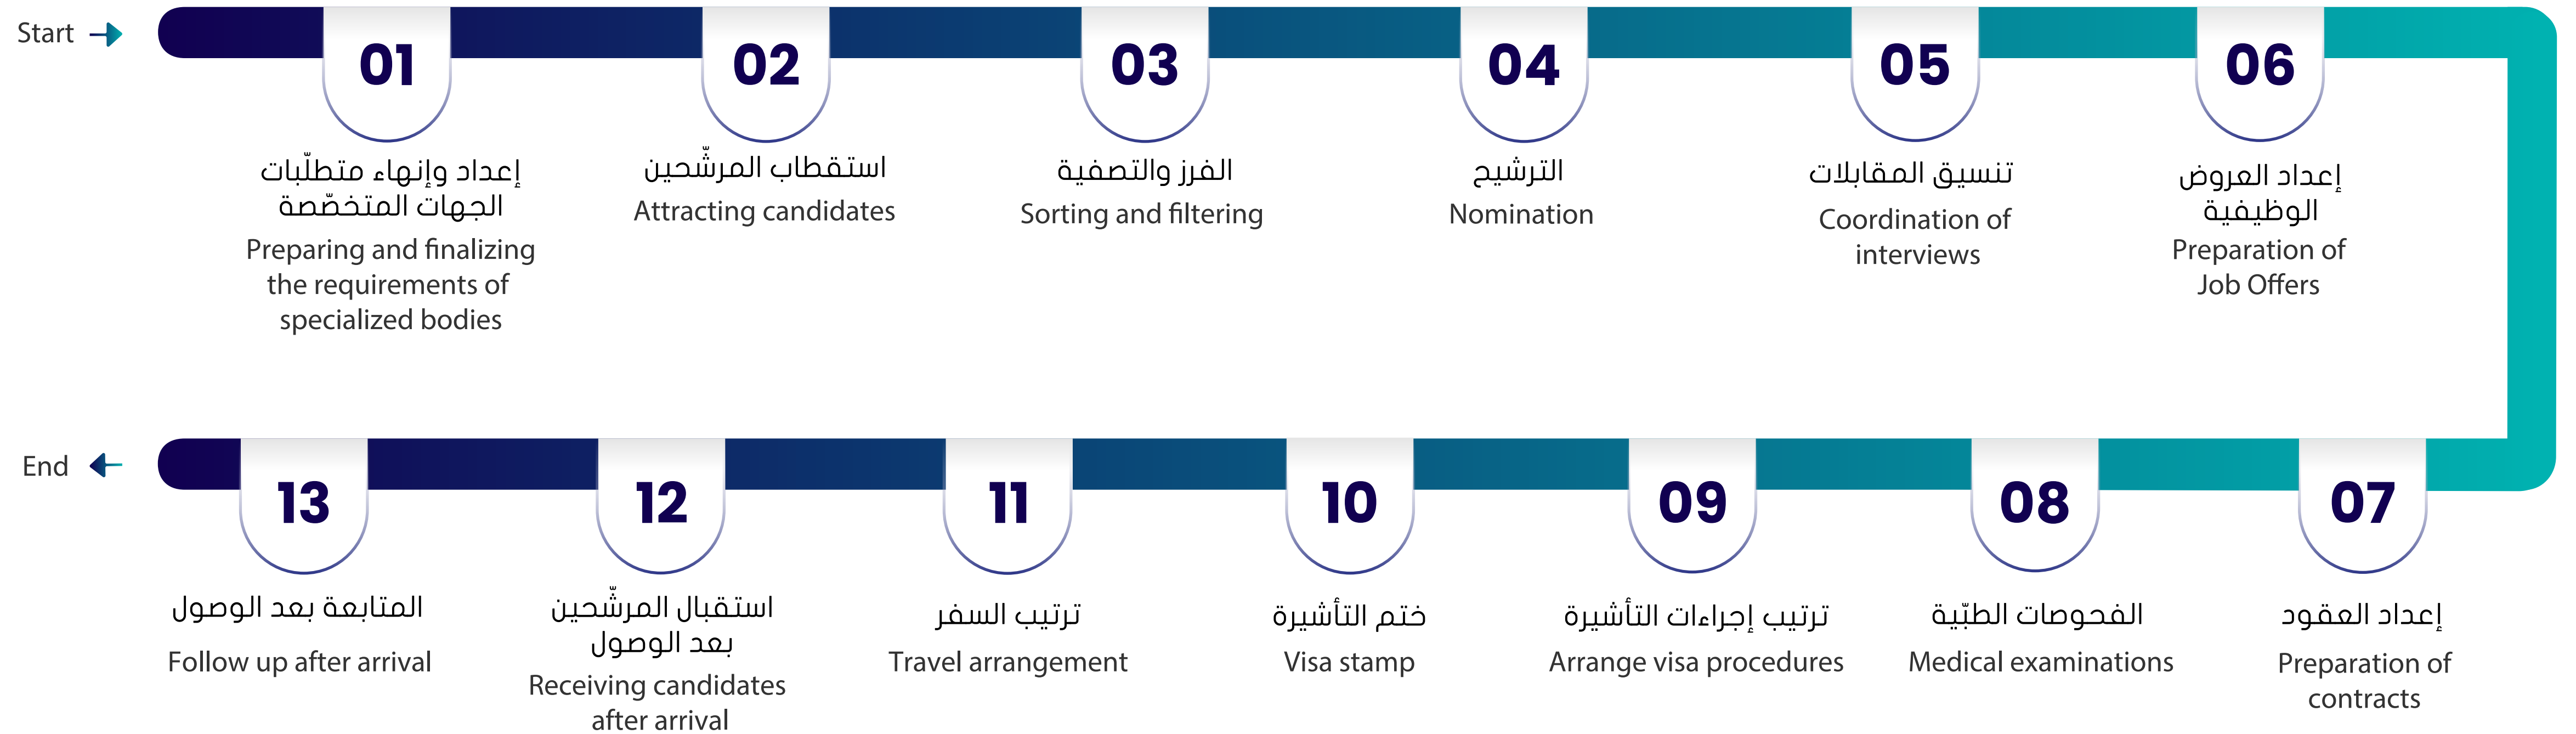 Start
01
إعداد وإنهاء متطلّبات
الجهات المتخصّصة
Preparing and finalizing
the requirements of
specialized bodies
02
استقطاب المرشّحين
Attracting candidates
03
الفرز والتصفية
Sorting and filtering
04
الترشيح
Nomination
05
تنسيق المقابلات
Coordination of
interviews
06
إعداد العروض
الوظيفية
Preparation of
Job Offers
07
إعداد العقود
Preparation of
contracts
08
الفحوصات الطبّية
Medical examinations
09
ترتيب إجراءات التأشيرة
Arrange visa procedures
10
ختم التأشيرة
Visa stamp
11
ترتيب السفر
Travel arrangement
12
استقبال المرشّحين
بعد الوصول
Receiving candidates
after arrival
13
المتابعة بعد الوصول
Follow up after arrival
End